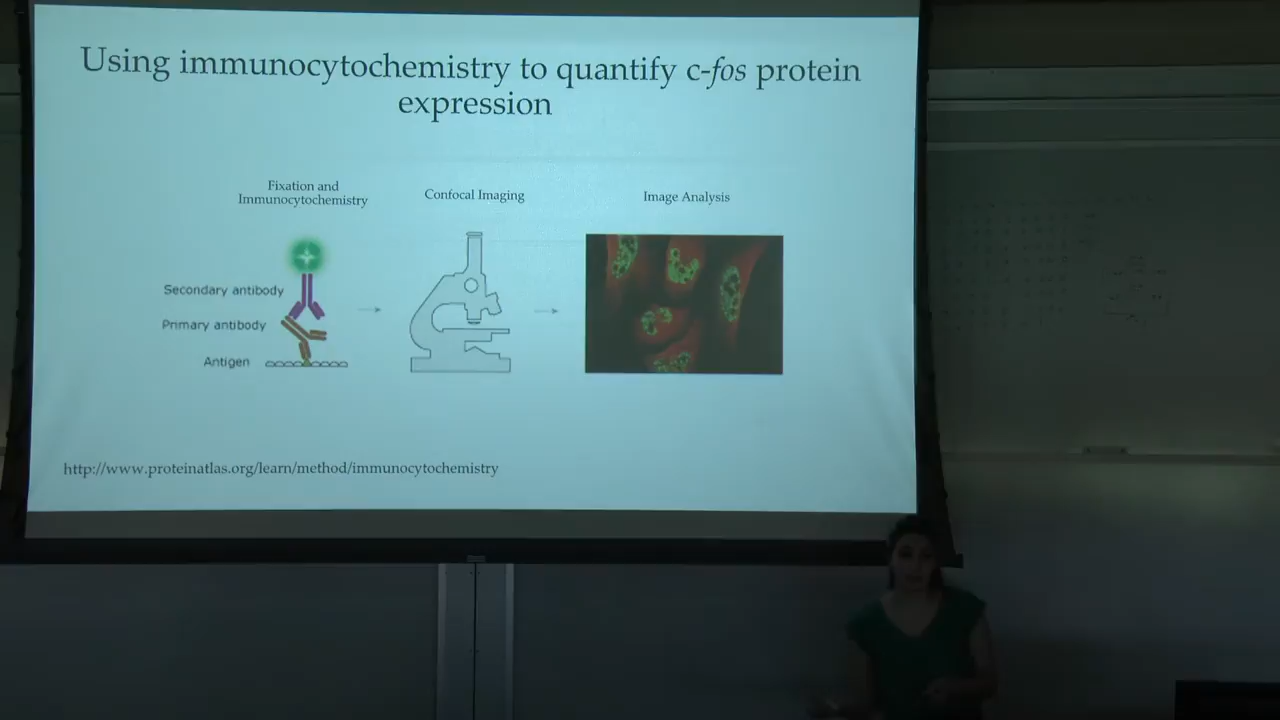 Using immunocytochemistry to quantify c-fos protein
expression
Fixation and
Immunocytochemistry
Confocal Imaging
Image Analysis
Secondary antibody
Primary antibody
Antigen
http://www.proteinatlas.org/learn/method/immunocytochemistry